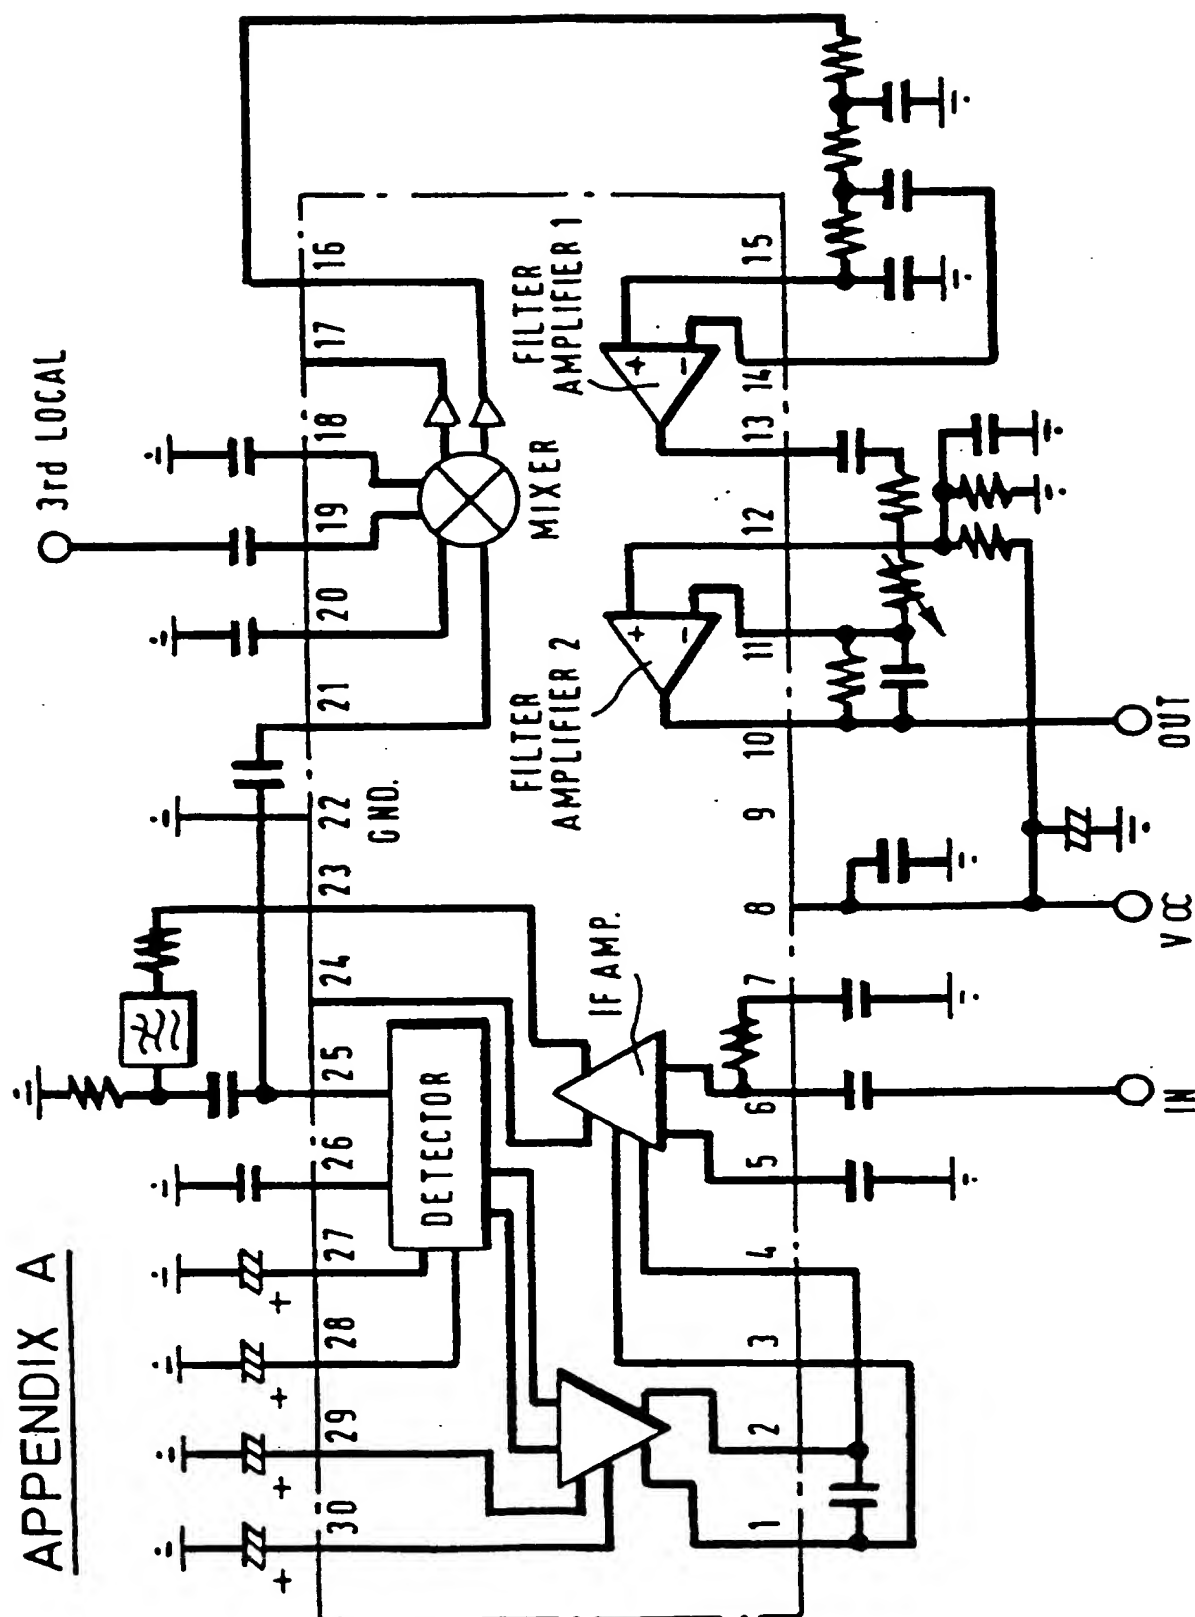 APPENDIX A
3rd LOCAL
30
29
28
27
26
25
24
23
22
21
20
19
18
17
16
+
+
+
+
GND.
DETECTOR
MIXER
IF AMP.
FILTER
AMPLIFIER 2
FILTER
AMPLIFIER 1
+
-
+
-
1
2
3
4
5
6
7
8
9
10
11
12
13
14
15
IN
VCC
OUT